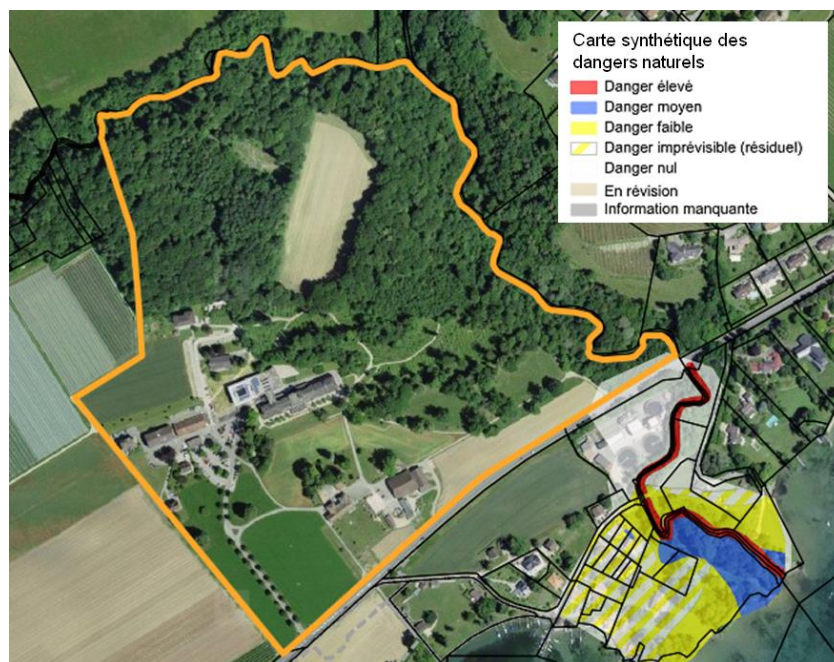 Carte synthétique des
dangers naturels
Danger élevé
Danger moyen
Danger faible
Danger imprévisible (résiduel)
Danger nul
En révision
Information manquante